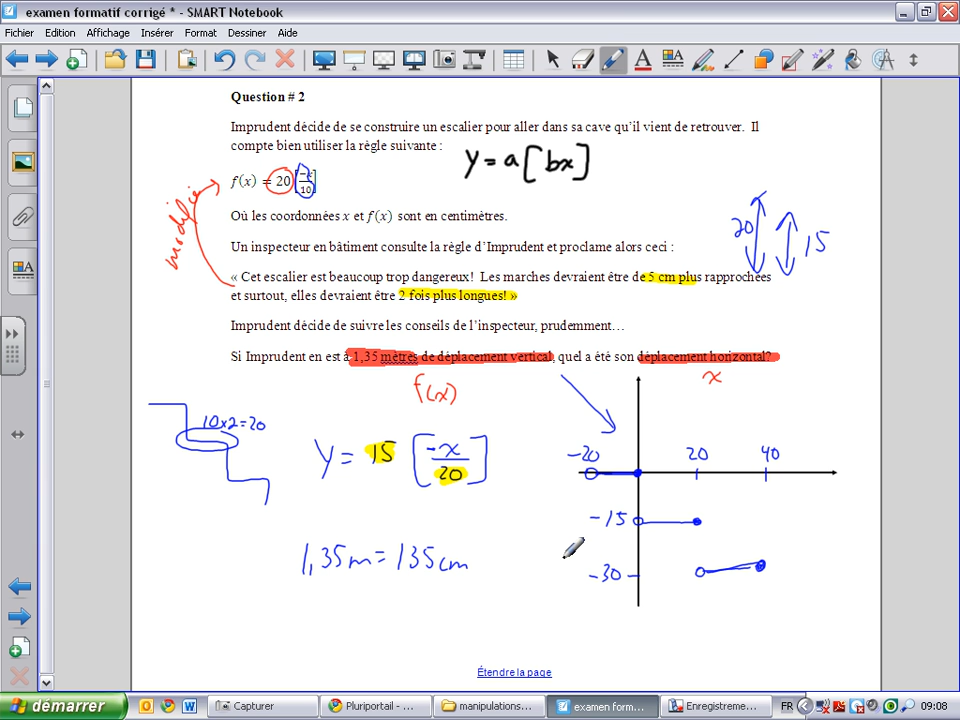 examen formatif corrigé * - SMART Notebook
Fichier Edition Affichage Insérer Format Dessiner Aide
Question # 2
Imprudent décide de se construire un escalier pour aller dans sa cave qu'il vient de retrouver. Il
compte bien utiliser la règle suivante :
y = a [bx]
f(x) = 20 [-x/10]
modifié
Où les coordonnées x et f(x) sont en centimètres.
20 15
Un inspecteur en bâtiment consulte la règle d'Imprudent et proclame alors ceci :
« Cet escalier est beaucoup trop dangereux! Les marches devraient être de 5 cm plus rapprochées
et surtout, elles devraient être 2 fois plus longues! »
Imprudent décide de suivre les conseils de l'inspecteur, prudemment…
Si Imprudent en est à 1,35 mètres de déplacement vertical, quel a été son déplacement horizontal?
f(x) x
10x2=20
y = 15 [-x/20]
-20 20 40
-15
-30
1,35m = 135cm
Étendre la page
démarrer
Capturer
Pluriportail - ...
manipulations...
examen form...
Enregistreme...
FR
09:08